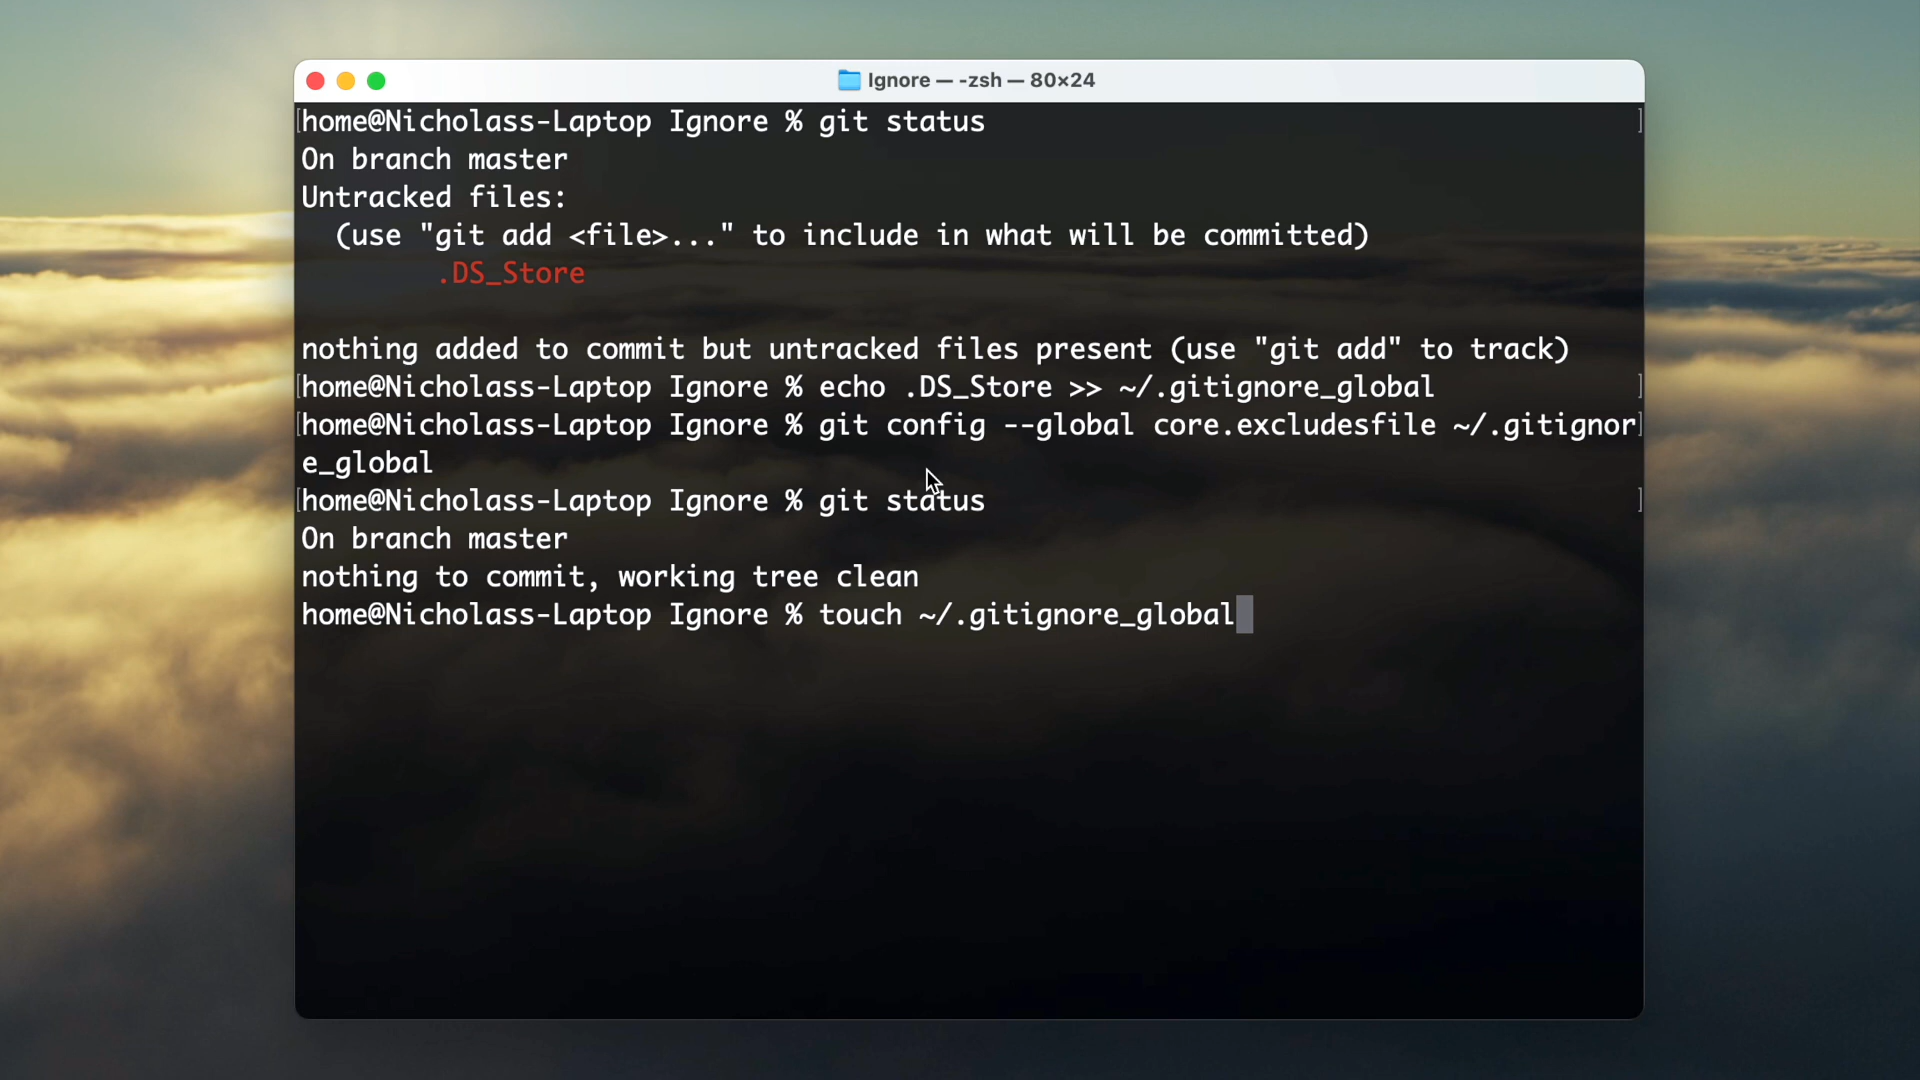 Ignore — -zsh — 80×24
[home@Nicholass-Laptop Ignore % git status ]
On branch master
Untracked files:
  (use "git add <file>..." to include in what will be committed)
        .DS_Store
nothing added to commit but untracked files present (use "git add" to track)
[home@Nicholass-Laptop Ignore % echo .DS_Store >> ~/.gitignore_global ]
[home@Nicholass-Laptop Ignore % git config --global core.excludesfile ~/.gitignor]
e_global
[home@Nicholass-Laptop Ignore % git status ]
On branch master
nothing to commit, working tree clean
home@Nicholass-Laptop Ignore % touch ~/.gitignore_global